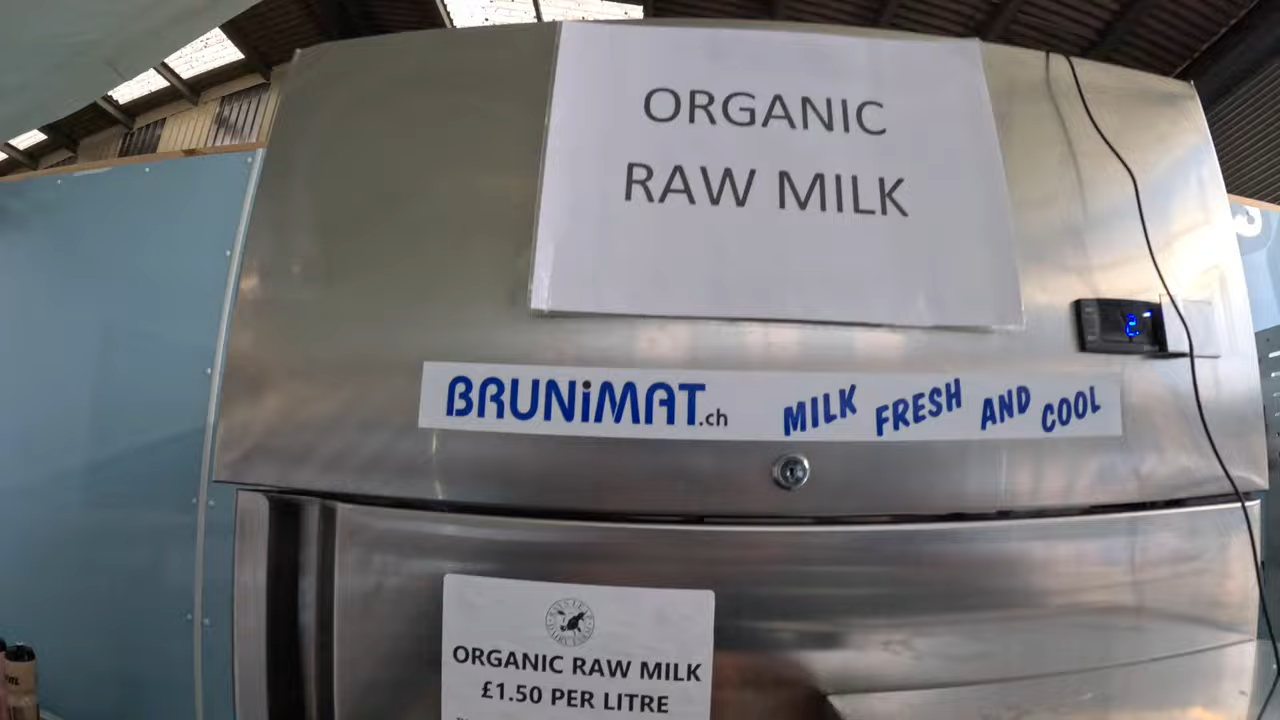 ORGANIC
RAW MILK
BRUNiMAT.ch MILK FRESH AND COOL
ORGANIC RAW MILK
£1.50 PER LITRE